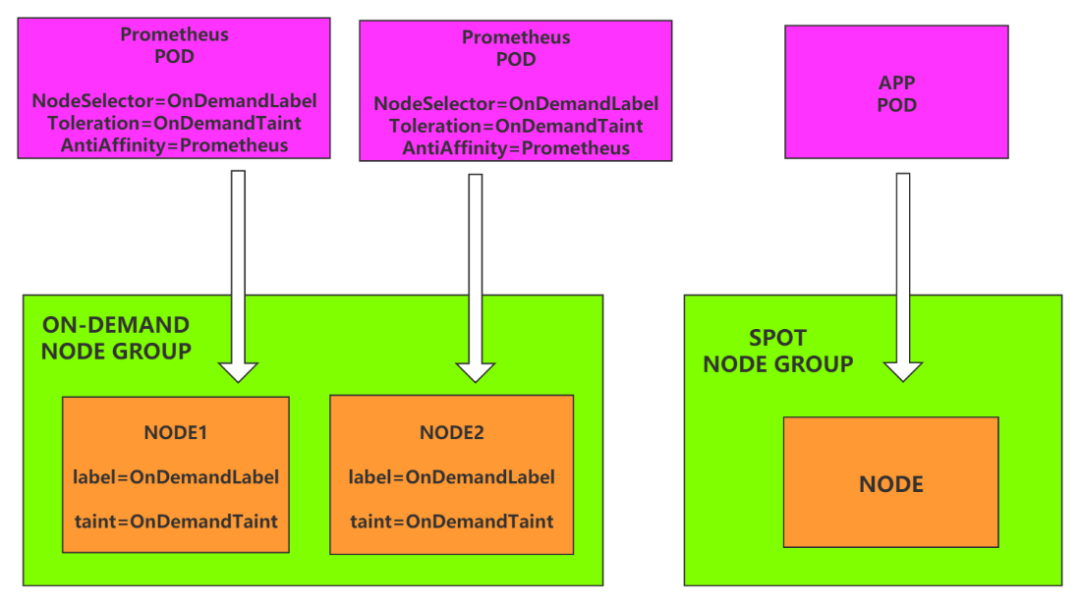 Prometheus
POD
NodeSelector=OnDemandLabel
Toleration=OnDemandTaint
AntiAffinity=Prometheus
Prometheus
POD
NodeSelector=OnDemandLabel
Toleration=OnDemandTaint
AntiAffinity=Prometheus
APP
POD
ON-DEMAND
NODE GROUP
NODE1
label=OnDemandLabel
taint=OnDemandTaint
NODE2
label=OnDemandLabel
taint=OnDemandTaint
SPOT
NODE GROUP
NODE